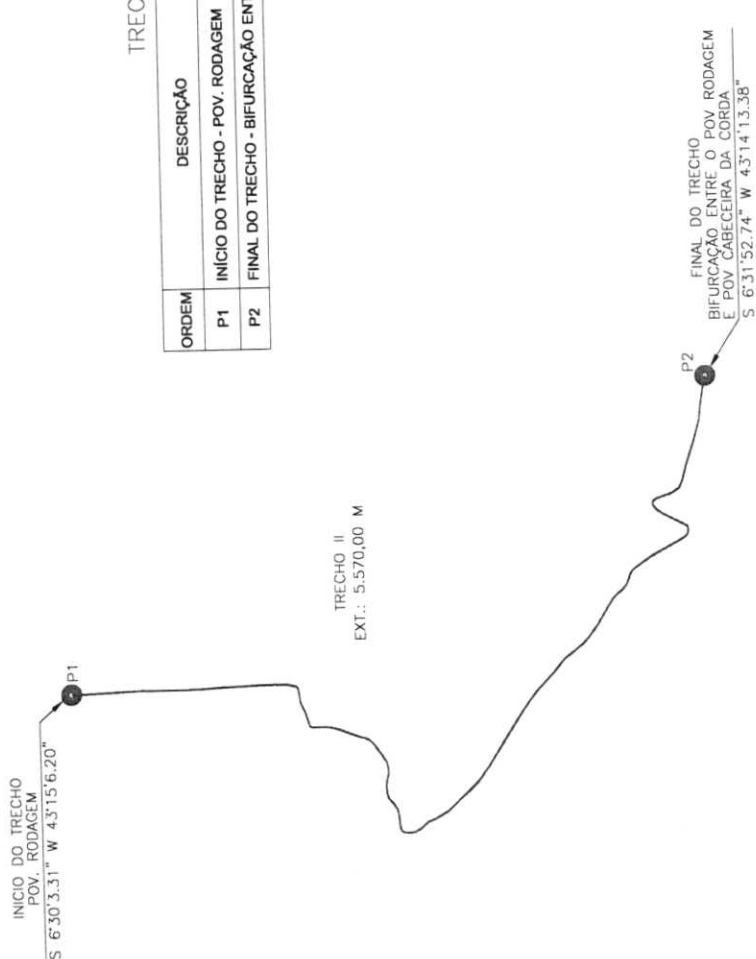 TREC
ORDEM DESCRIÇÃO
P1 INÍCIO DO TRECHO - POV. RODAGEM
P2 FINAL DO TRECHO - BIFURCAÇÃO ENT
INICIO DO TRECHO
POV. RODAGEM
S 6°30'3.31" W 43°15'6.20"
P1
TRECHO II
EXT.: 5.570,00 M
P2
FINAL DO TRECHO
BIFURCAÇÃO ENTRE O POV RODAGEM
E POV CABECEIRA DA CORDA
S 6°31'52.74" W 43°14'13.38"